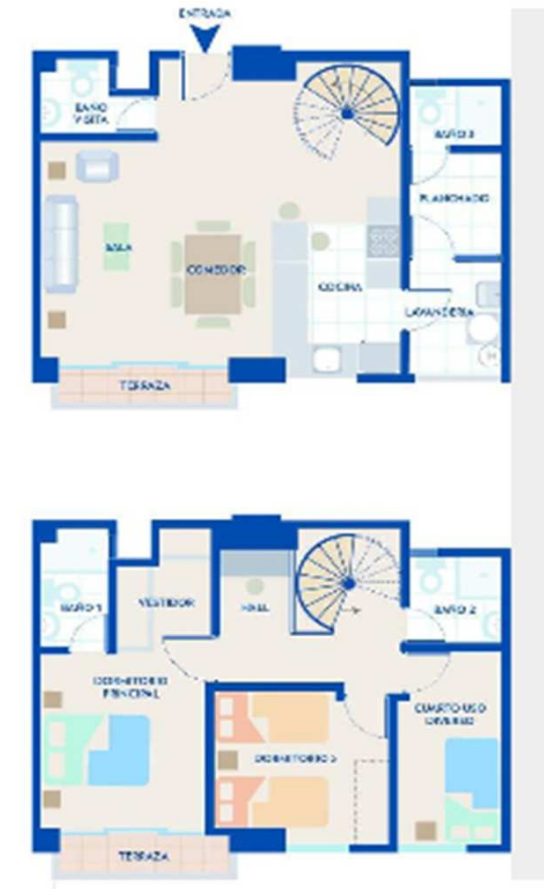 ENTRADA
BAÑO
VISITA
BAÑO 3
PLANCHADO
SALA
COMEDOR
COCINA
LAVANDERIA
TERRAZA
BAÑO 1
VESTIDOR
HALL
BAÑO 2
DORMITORIO
PRINCIPAL
CUARTO USO
DIVERSO
DORMITORIO 2
TERRAZA